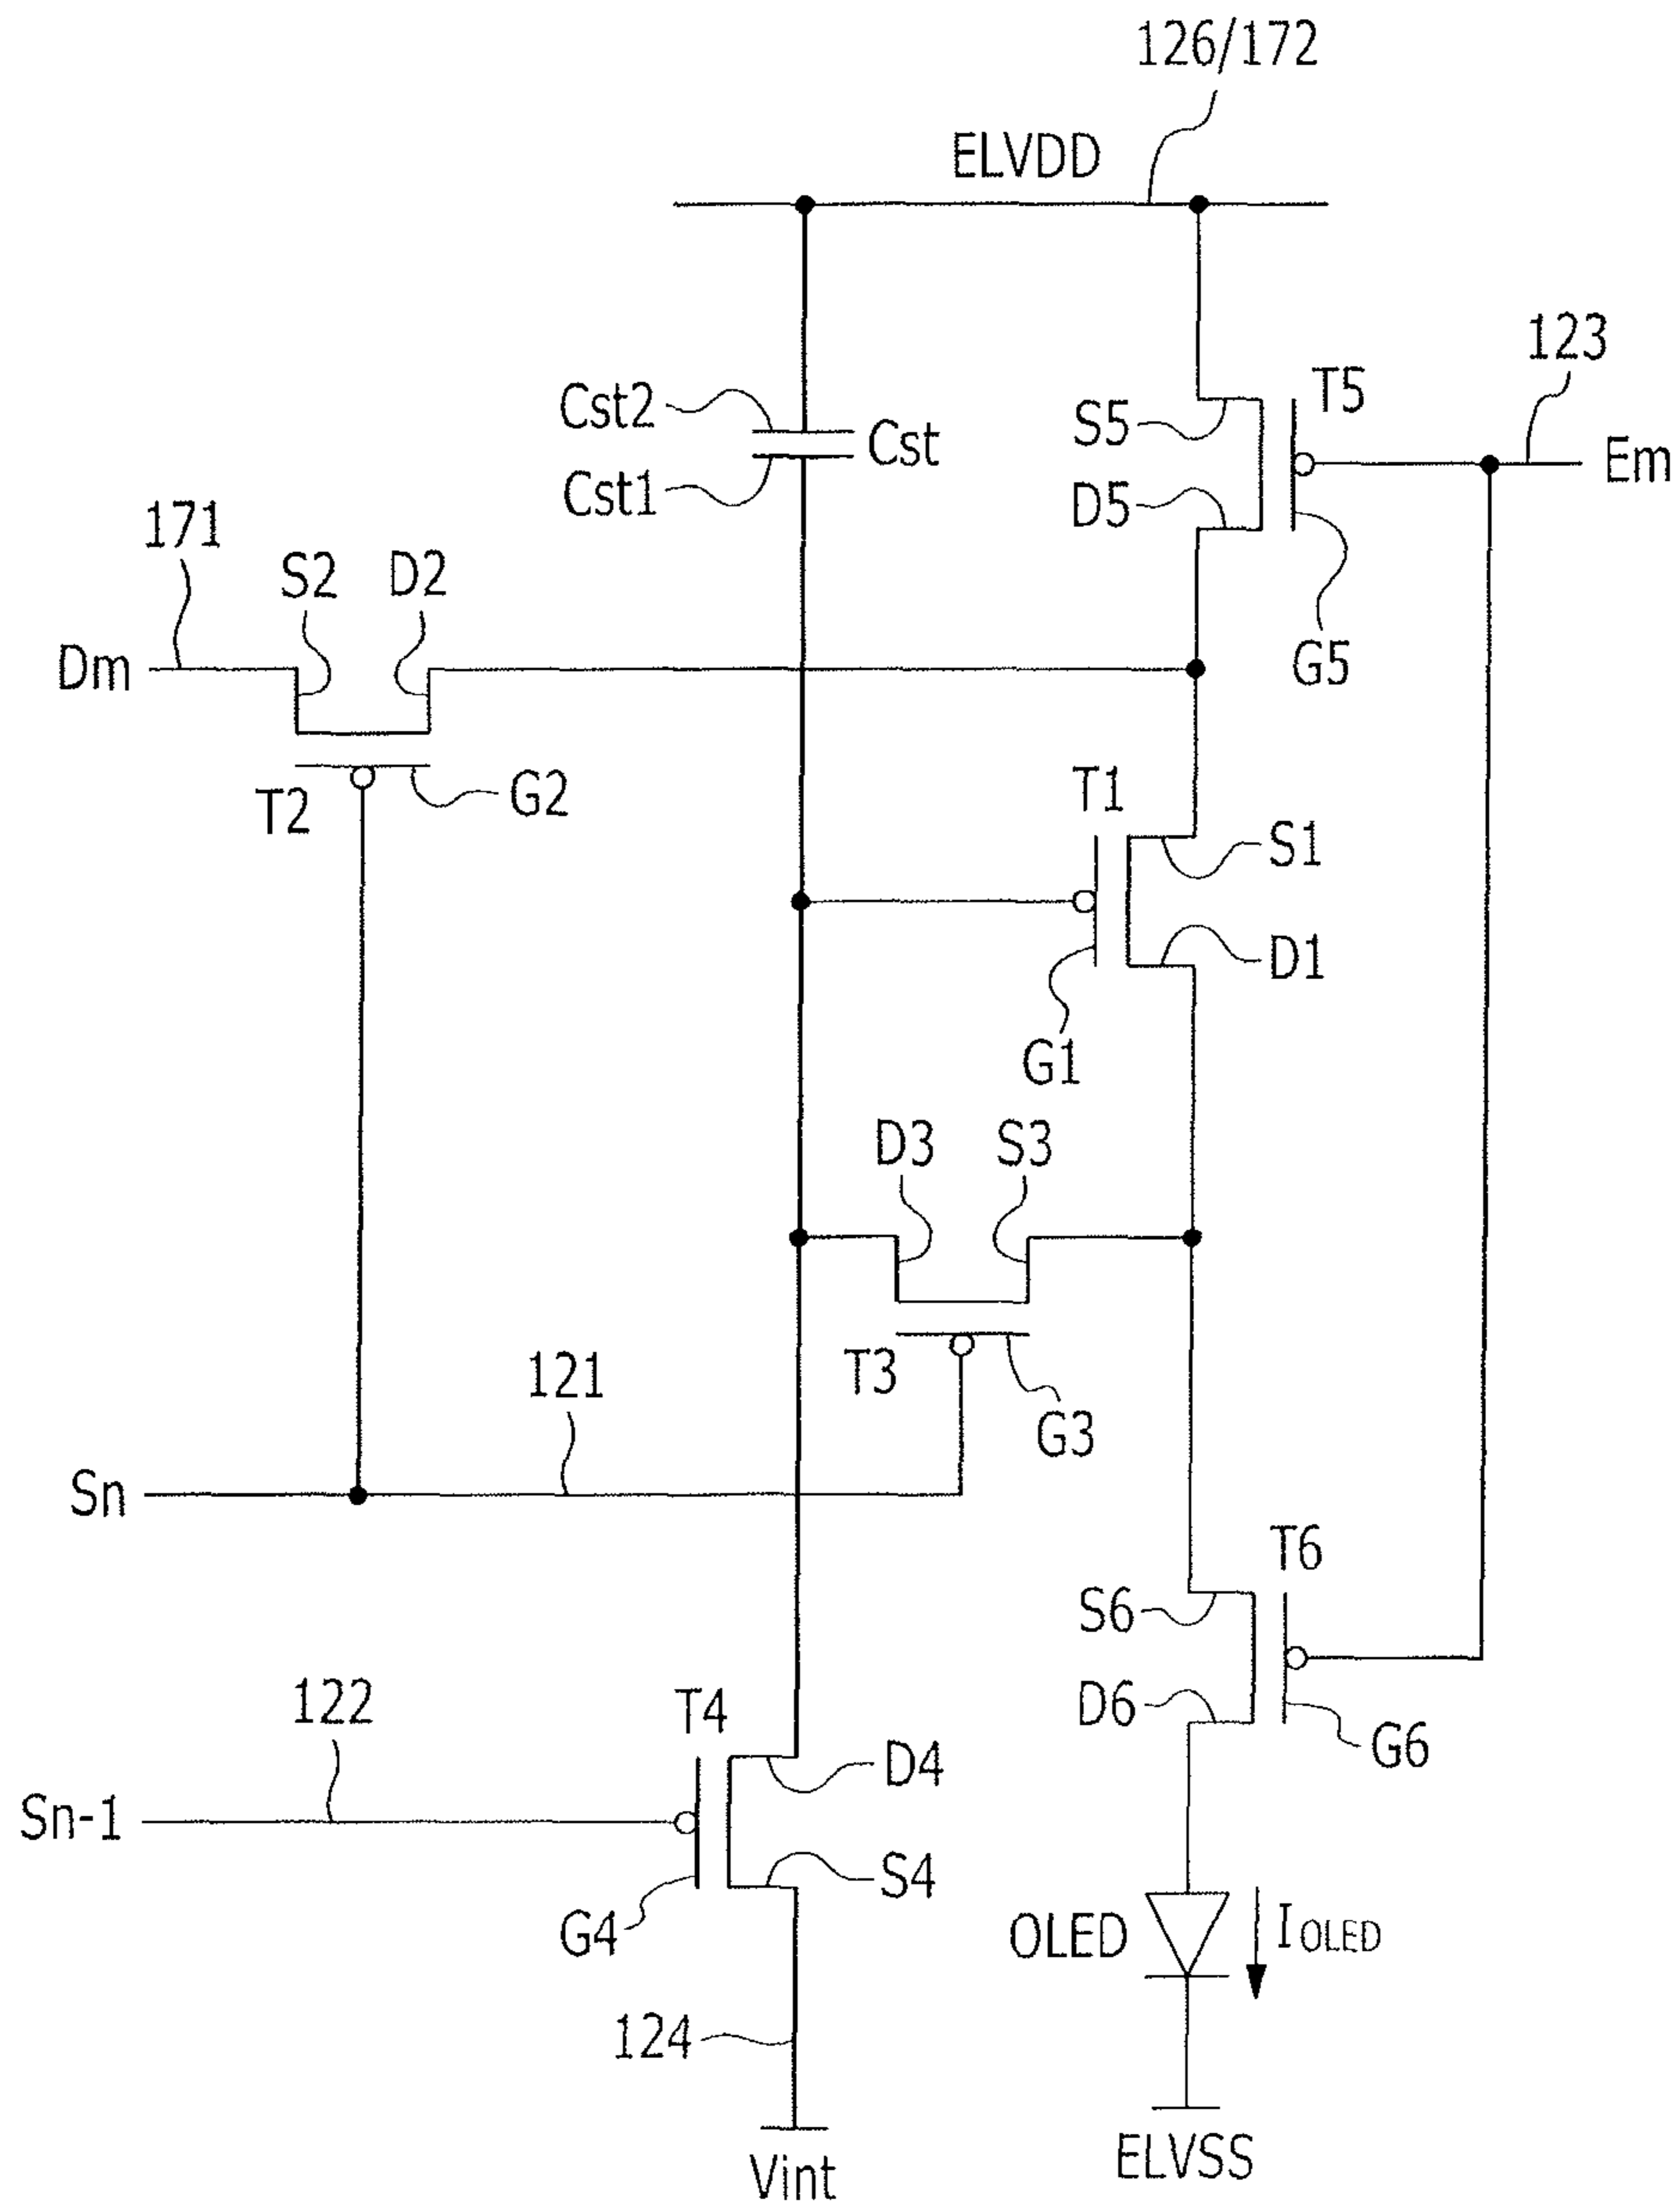 126/172
ELVDD
123
Cst2
T5
S5
Cst
Em
Cst1
D5
171
S2
D2
G5
Dm
T1
G2
T2
S1
D1
G1
D3
S3
121
T3
G3
Sn
T6
S6
122
T4
D6
G6
D4
Sn-1
S4
G4
OLED
IOLED
124
ELVSS
Vint